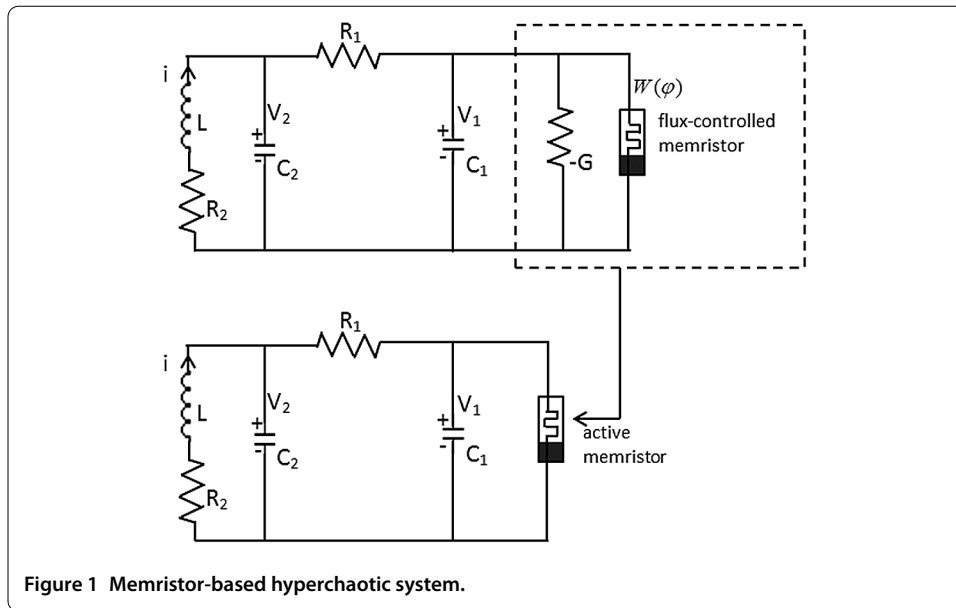 R₁
i
L
V₂
+
-
C₂
R₂
V₁
+
-
C₁
-G
W(φ)
flux-controlled
memristor
R₁
i
L
V₂
+
-
C₂
R₂
V₁
+
-
C₁
active
memristor
Figure 1 Memristor-based hyperchaotic system.